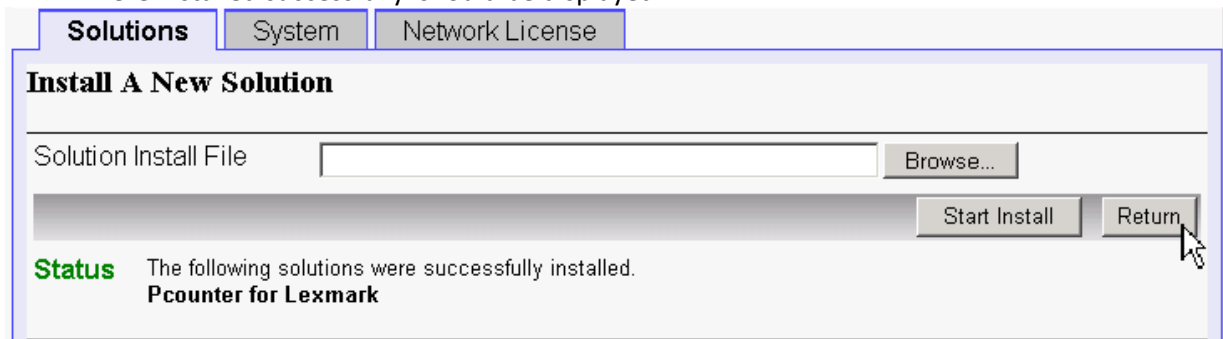 Solutions System Network License
Install A New Solution
Solution Install File Browse...
Start Install Return
Status The following solutions were successfully installed.
Pcounter for Lexmark